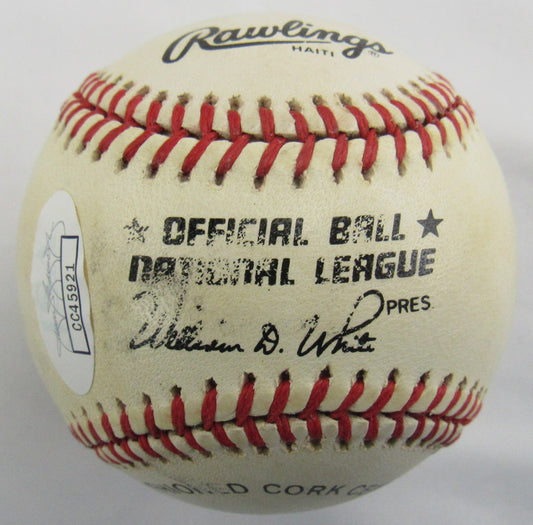 Rawlings®
HAITI
OFFICIAL BALL
NATIONAL LEAGUE
PRES.
William D. White
CC45921
CORK